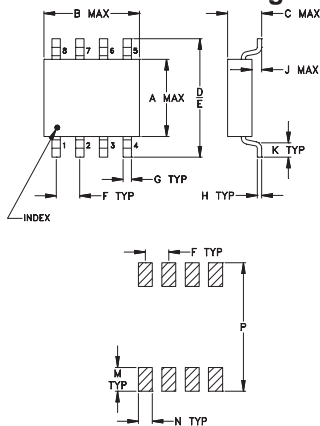 B MAX
C MAX
8 7 6 5
J MAX
A MAX
D
E
1 2 3 4
K TYP
G TYP
H TYP
F TYP
INDEX
F TYP
P
M
TYP
N TYP